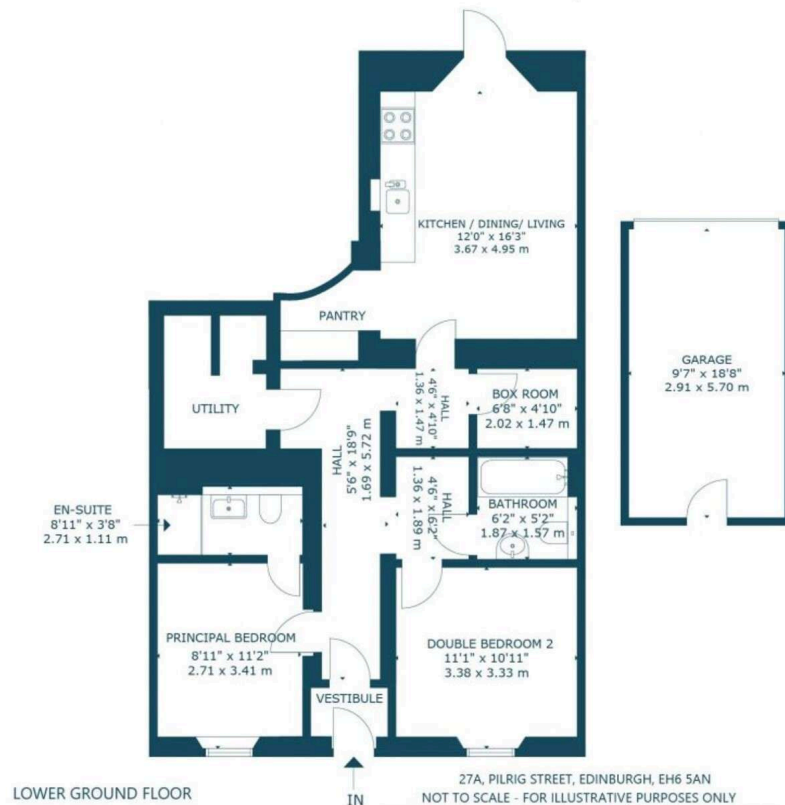 KITCHEN / DINING/ LIVING
12'0" x 16'3"
3.67 x 4.95 m
PANTRY
UTILITY
HALL
5'6" x 18'9"
1.69 x 5.72 m
HALL
4'6" x 4'10"
1.36 x 1.47 m
BOX ROOM
6'8" x 4'10"
2.02 x 1.47 m
GARAGE
9'7" x 18'8"
2.91 x 5.70 m
EN-SUITE
8'11" x 3'8"
2.71 x 1.11 m
HALL
4'6" x 6'2"
1.36 x 1.89 m
BATHROOM
6'2" x 5'2"
1.87 x 1.57 m
PRINCIPAL BEDROOM
8'11" x 11'2"
2.71 x 3.41 m
DOUBLE BEDROOM 2
11'1" x 10'11"
3.38 x 3.33 m
VESTIBULE
LOWER GROUND FLOOR
IN
27A, PILRIG STREET, EDINBURGH, EH6 5AN
NOT TO SCALE - FOR ILLUSTRATIVE PURPOSES ONLY